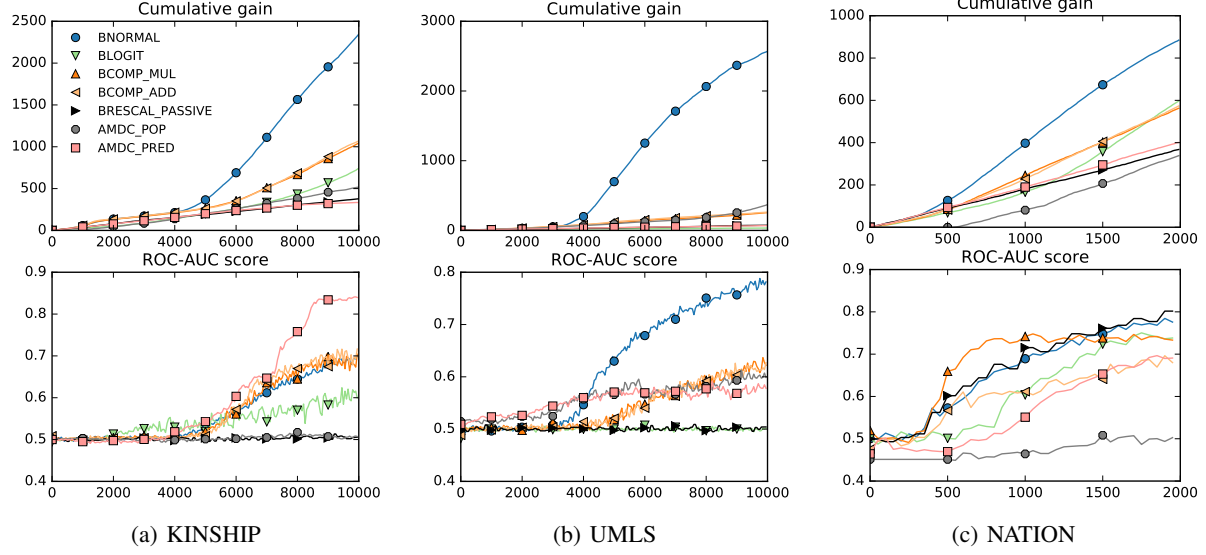 Cumulative gain
2500
2000
1500
1000
500
0
0 2000 4000 6000 8000 10000
BNORMAL
BLOGIT
BCOMP_MUL
BCOMP_ADD
BRESCAL_PASSIVE
AMDC_POP
AMDC_PRED
ROC-AUC score
0.9
0.8
0.7
0.6
0.5
0.4
0 2000 4000 6000 8000 10000
(a) KINSHIP
Cumulative gain
3000
2000
1000
0
0 2000 4000 6000 8000 10000
ROC-AUC score
0.8
0.7
0.6
0.5
0.4
0.3
0 2000 4000 6000 8000 10000
(b) UMLS
Cumulative gain
1000
800
600
400
200
0
0 500 1000 1500 2000
ROC-AUC score
0.9
0.8
0.7
0.6
0.5
0.4
0 500 1000 1500 2000
(c) NATION